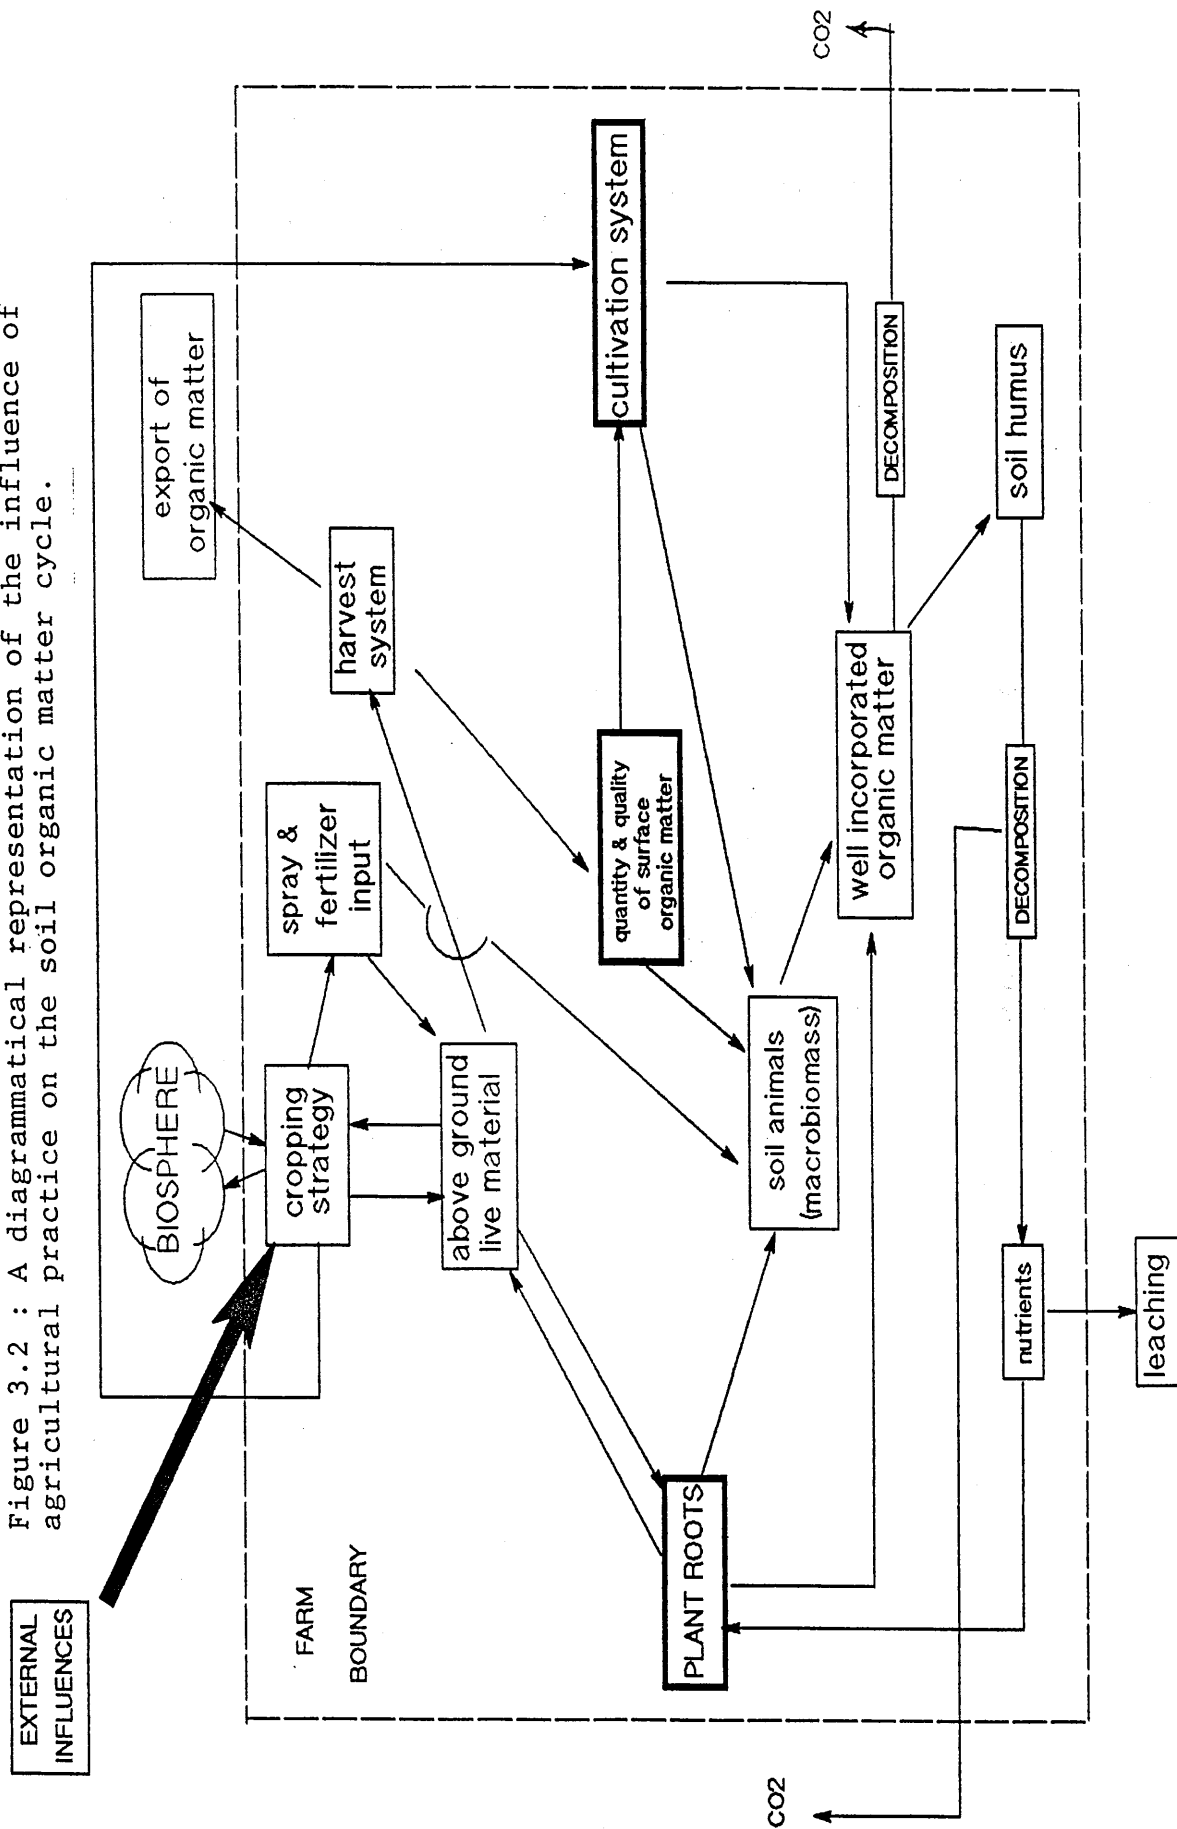 Figure 3.2 : A diagrammatical representation of the influence of
agricultural practice on the soil organic matter cycle.
EXTERNAL
INFLUENCES
BIOSPHERE
export of
organic matter
FARM
BOUNDARY
cropping
strategy
spray &
fertilizer
input
harvest
system
above ground
live material
PLANT ROOTS
quantity & quality
of surface
organic matter
cultivation system
soil animals
(macrobiomass)
well incorporated
organic matter
DECOMPOSITION
CO2
soil humus
DECOMPOSITION
nutrients
CO2
leaching